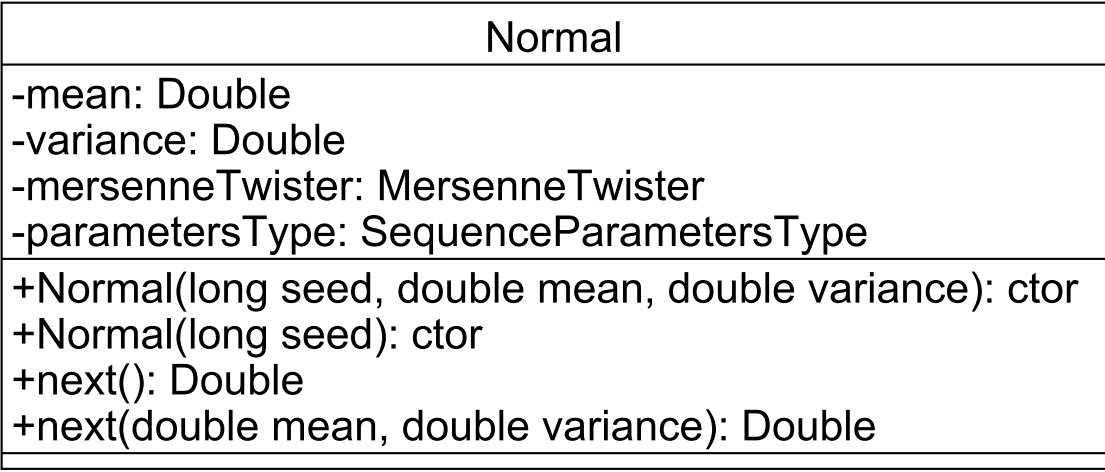 Normal
-mean: Double
-variance: Double
-mersenneTwister: MersenneTwister
-parametersType: SequenceParametersType
+Normal(long seed, double mean, double variance): ctor
+Normal(long seed): ctor
+next(): Double
+next(double mean, double variance): Double